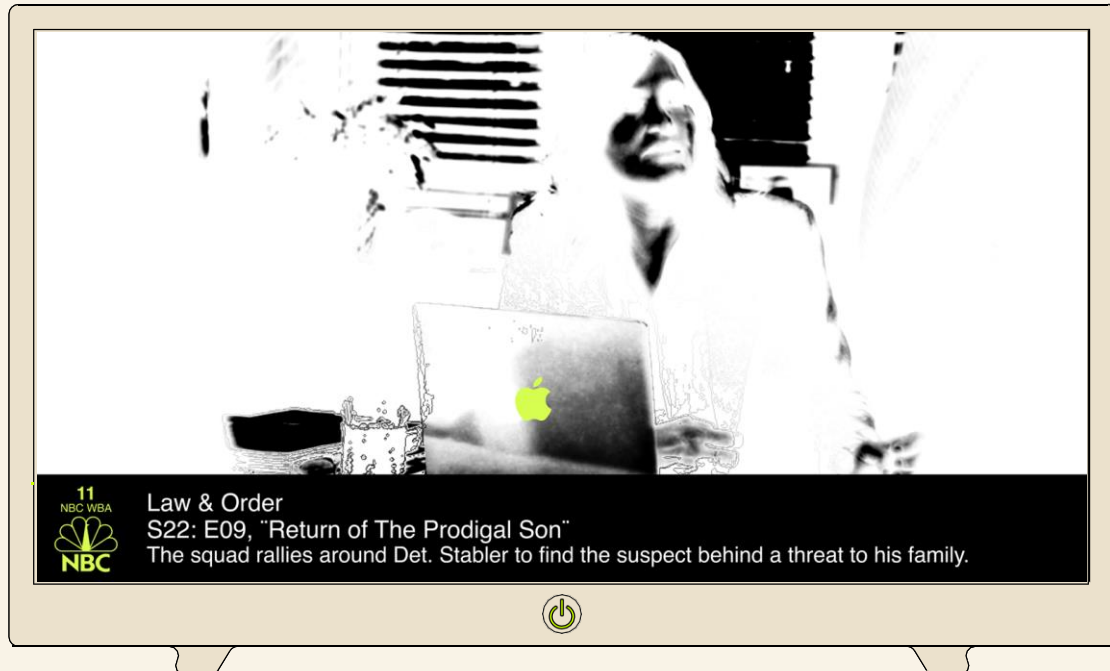 11
NBC WBA
NBC
Law & Order
S22: E09, ¨Return of The Prodigal Son¨
The squad rallies around Det. Stabler to find the suspect behind a threat to his family.